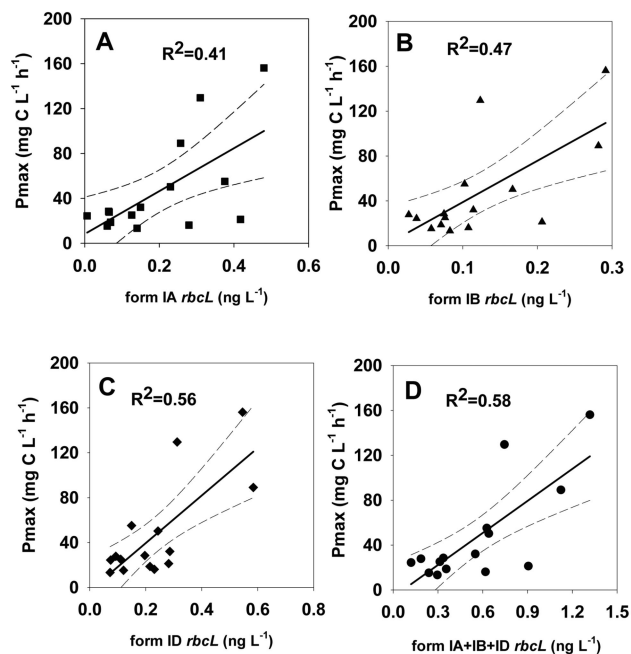 A
R²=0.41
Pmax (mg C L⁻¹ h⁻¹)
200
160
120
80
40
0
0.0 0.2 0.4 0.6
form IA rbcL (ng L⁻¹)
B
R²=0.47
Pmax (mg C L⁻¹ h⁻¹)
200
160
120
80
40
0
0.0 0.1 0.2 0.3
form IB rbcL (ng L⁻¹)
C
R²=0.56
Pmax (mg C L⁻¹ h⁻¹)
200
160
120
80
40
0
0.0 0.2 0.4 0.6 0.8
form ID rbcL (ng L⁻¹)
D
R²=0.58
Pmax (mg C L⁻¹ h⁻¹)
200
160
120
80
40
0
0.0 0.3 0.6 0.9 1.2 1.5
form IA+IB+ID rbcL (ng L⁻¹)